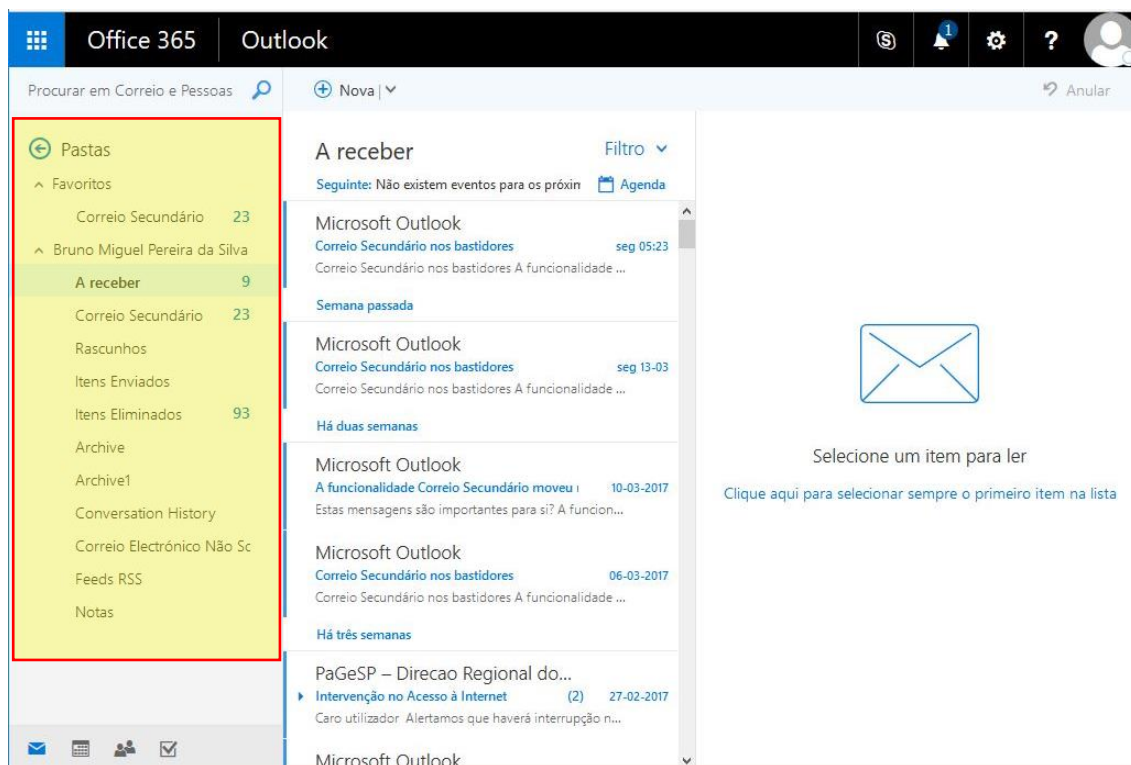 Office 365
Outlook
1
?
Procurar em Correio e Pessoas
Nova
Anular
Pastas
Favoritos
Correio Secundário 23
Bruno Miguel Pereira da Silva
A receber 9
Correio Secundário 23
Rascunhos
Itens Enviados
Itens Eliminados 93
Archive
Archive1
Conversation History
Correio Electrónico Não Sc
Feeds RSS
Notas
A receber
Filtro
Seguinte: Não existem eventos para os próxin
Agenda
Microsoft Outlook
Correio Secundário nos bastidores seg 05:23
Correio Secundário nos bastidores A funcionalidade ...
Semana passada
Microsoft Outlook
Correio Secundário nos bastidores seg 13-03
Correio Secundário nos bastidores A funcionalidade ...
Há duas semanas
Microsoft Outlook
A funcionalidade Correio Secundário moveu 10-03-2017
Estas mensagens são importantes para si? A funcion...
Microsoft Outlook
Correio Secundário nos bastidores 06-03-2017
Correio Secundário nos bastidores A funcionalidade ...
Há três semanas
PaGeSP – Direcao Regional do...
Intervenção no Acesso à Internet (2) 27-02-2017
Caro utilizador Alertamos que haverá interrupção n...
Microsoft Outlook
Selecione um item para ler
Clique aqui para selecionar sempre o primeiro item na lista